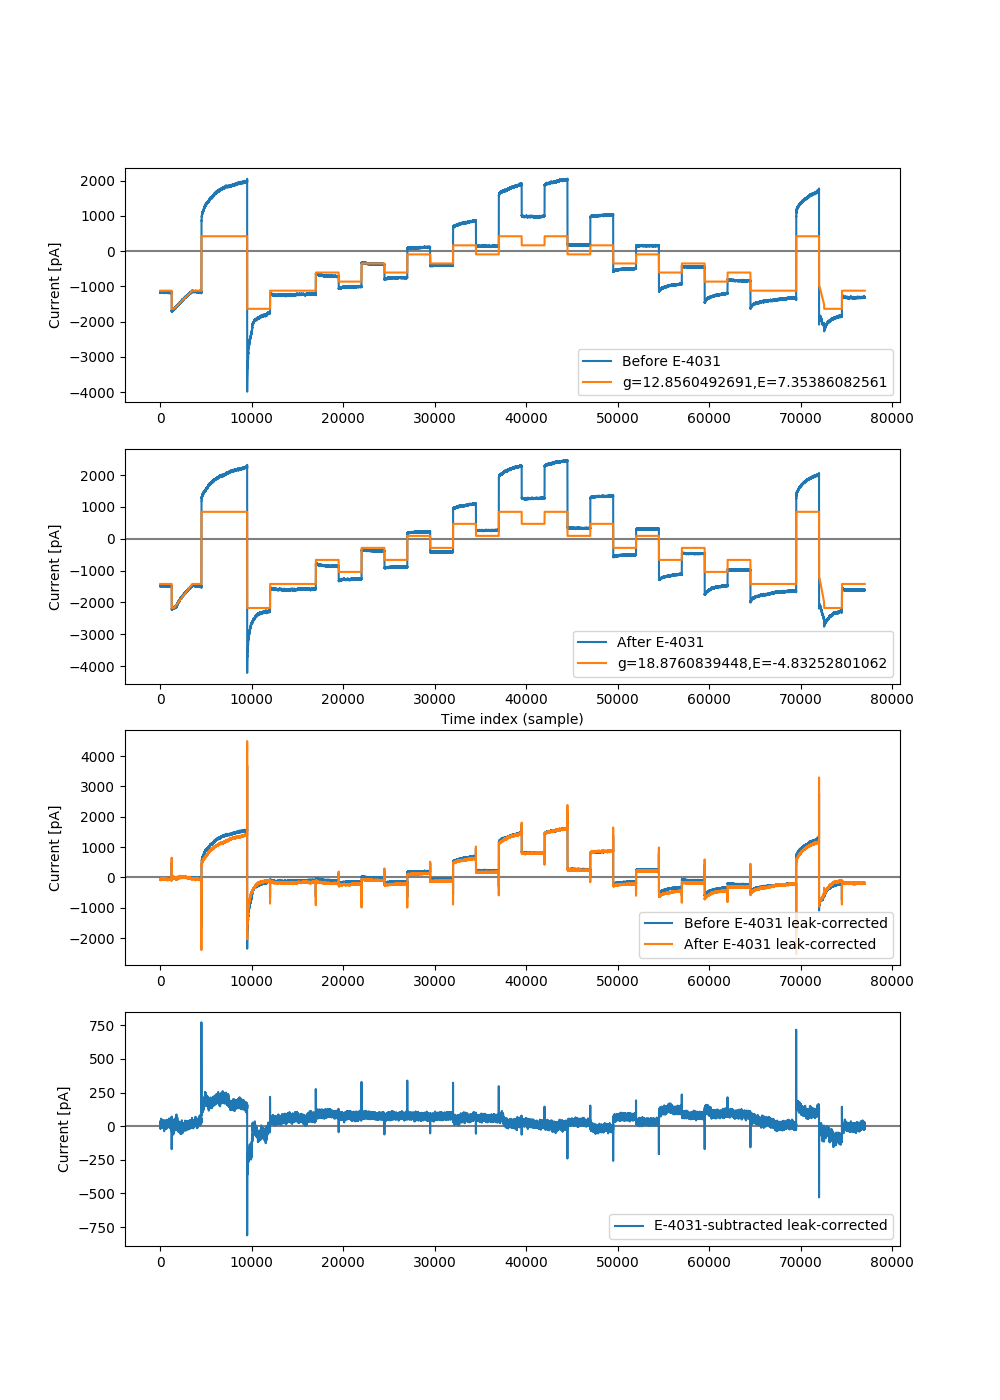 2000
1000
0
−1000
−2000
−3000
−4000
Current [pA]
Before E-4031
g=12.8560492691,E=7.35386082561
0 10000 20000 30000 40000 50000 60000 70000 80000
2000
1000
0
−1000
−2000
−3000
−4000
Current [pA]
After E-4031
g=18.8760839448,E=-4.83252801062
0 10000 20000 30000 40000 50000 60000 70000 80000
Time index (sample)
4000
3000
2000
1000
0
−1000
−2000
Current [pA]
Before E-4031 leak-corrected
After E-4031 leak-corrected
0 10000 20000 30000 40000 50000 60000 70000 80000
750
500
250
0
−250
−500
−750
Current [pA]
E-4031-subtracted leak-corrected
0 10000 20000 30000 40000 50000 60000 70000 80000